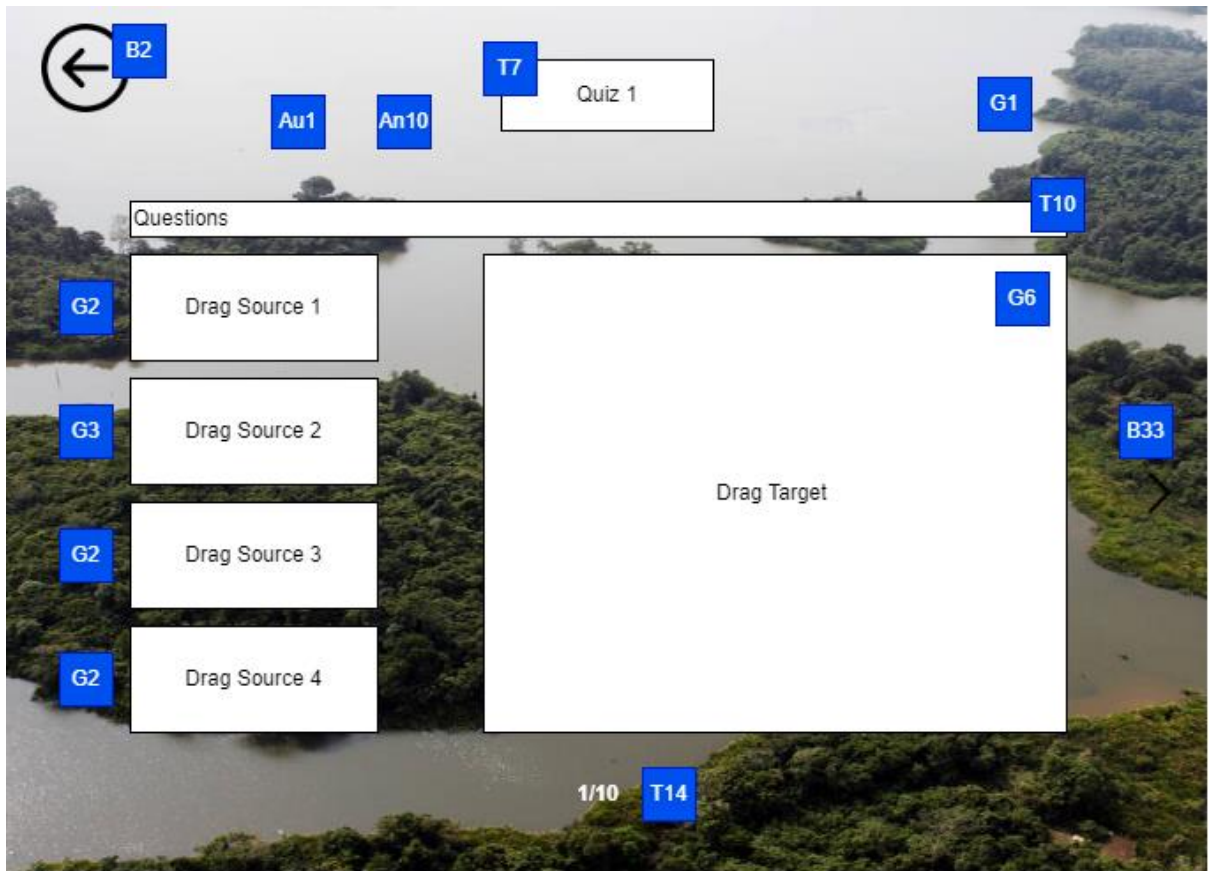 B2
T7
Quiz 1
G1
Au1
An10
T10
Questions
G2
Drag Source 1
G6
G3
Drag Source 2
B33
Drag Target
G2
Drag Source 3
G2
Drag Source 4
1/10
T14